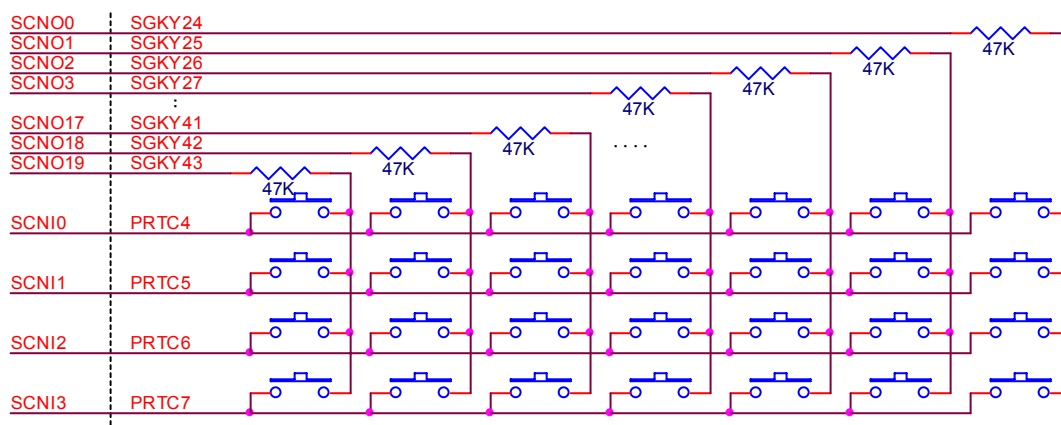 SCNO0 SGKY24
47K
SCNO1 SGKY25
47K
SCNO2 SGKY26
47K
SCNO3 SGKY27
47K
:
SCNO17 SGKY41
47K
....
SCNO18 SGKY42
47K
SCNO19 SGKY43
47K
SCNI0 PRTC4
SCNI1 PRTC5
SCNI2 PRTC6
SCNI3 PRTC7